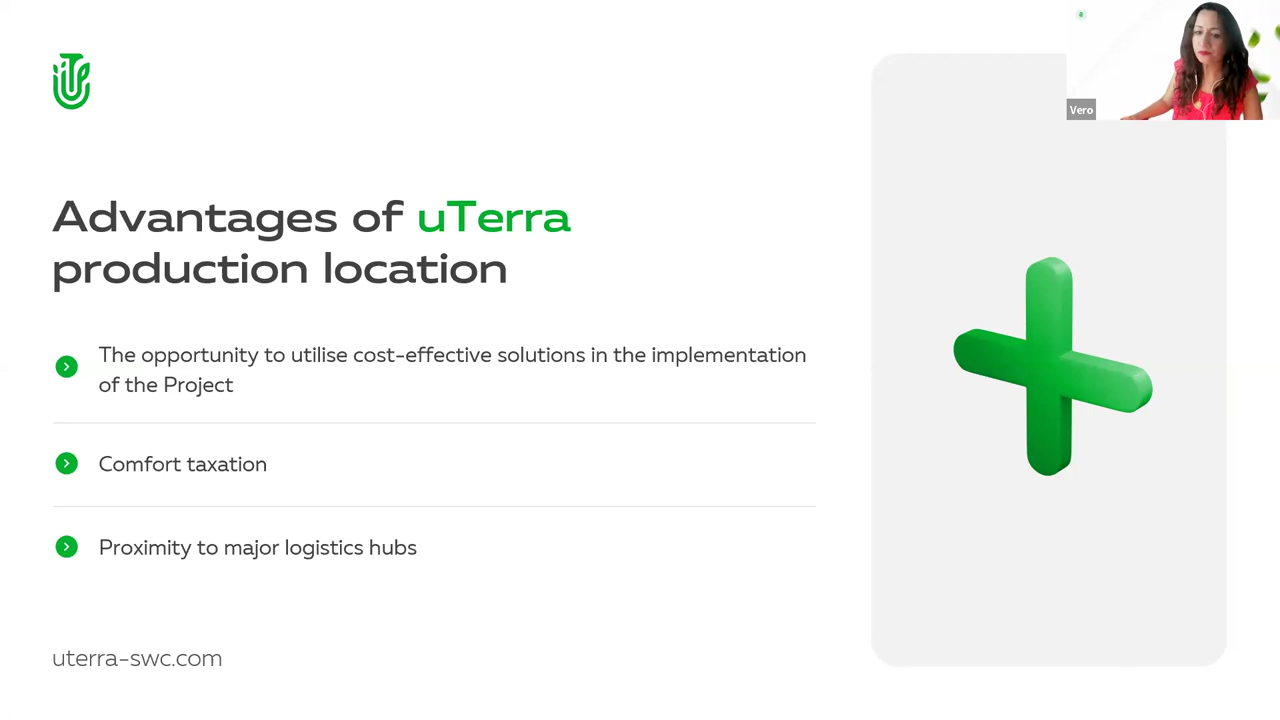 Vero
Advantages of uTerra
production location
The opportunity to utilise cost-effective solutions in the implementation
of the Project
Comfort taxation
Proximity to major logistics hubs
uterra-swc.com